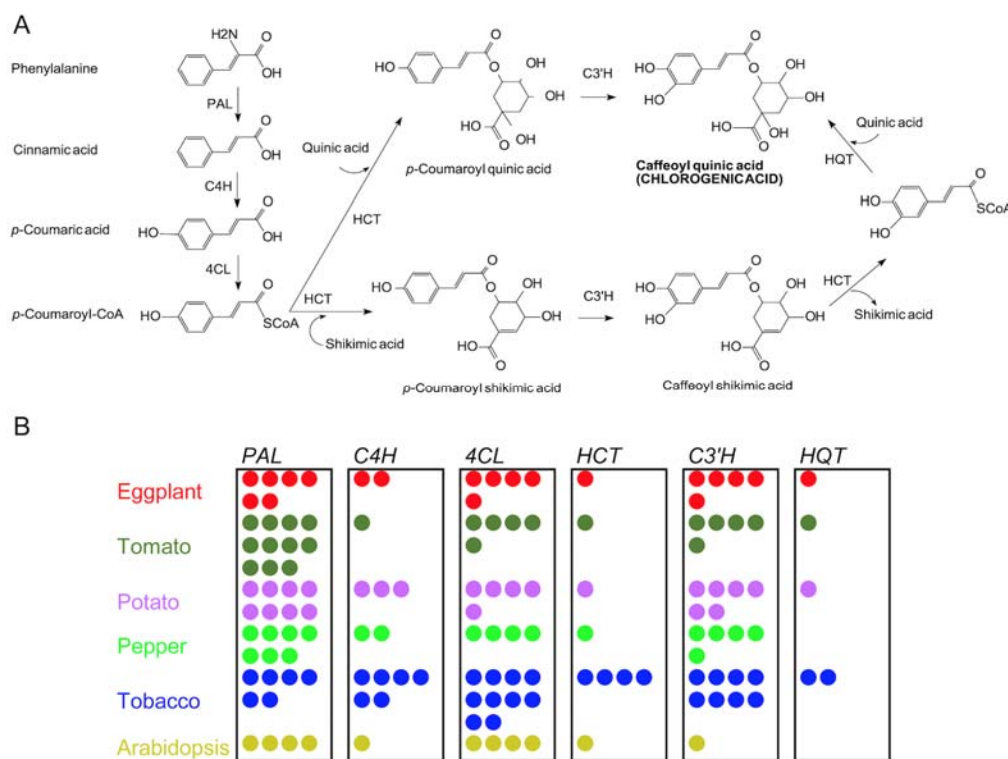 A
Phenylalanine
H2N
O
OH
PAL
Cinnamic acid
O
OH
C4H
p-Coumaric acid
HO
O
OH
4CL
p-Coumaroyl-CoA
HO
O
SCoA
Quinic acid
HCT
HCT
Shikimic acid
HO
O
O
OH
OH
HO
O
OH
p-Coumaroyl quinic acid
C3'H
HO
HO
O
O
OH
OH
HO
O
OH
Caffeoyl quinic acid
(CHLOROGENICACID)
Quinic acid
HQT
O
SCoA
HO
HO
HO
O
O
OH
OH
HO
O
p-Coumaroyl shikimic acid
C3'H
HO
HO
O
O
OH
OH
HO
O
Caffeoyl shikimic acid
HCT
Shikimic acid
B
PAL C4H 4CL HCT C3'H HQT
Eggplant
Tomato
Potato
Pepper
Tobacco
Arabidopsis